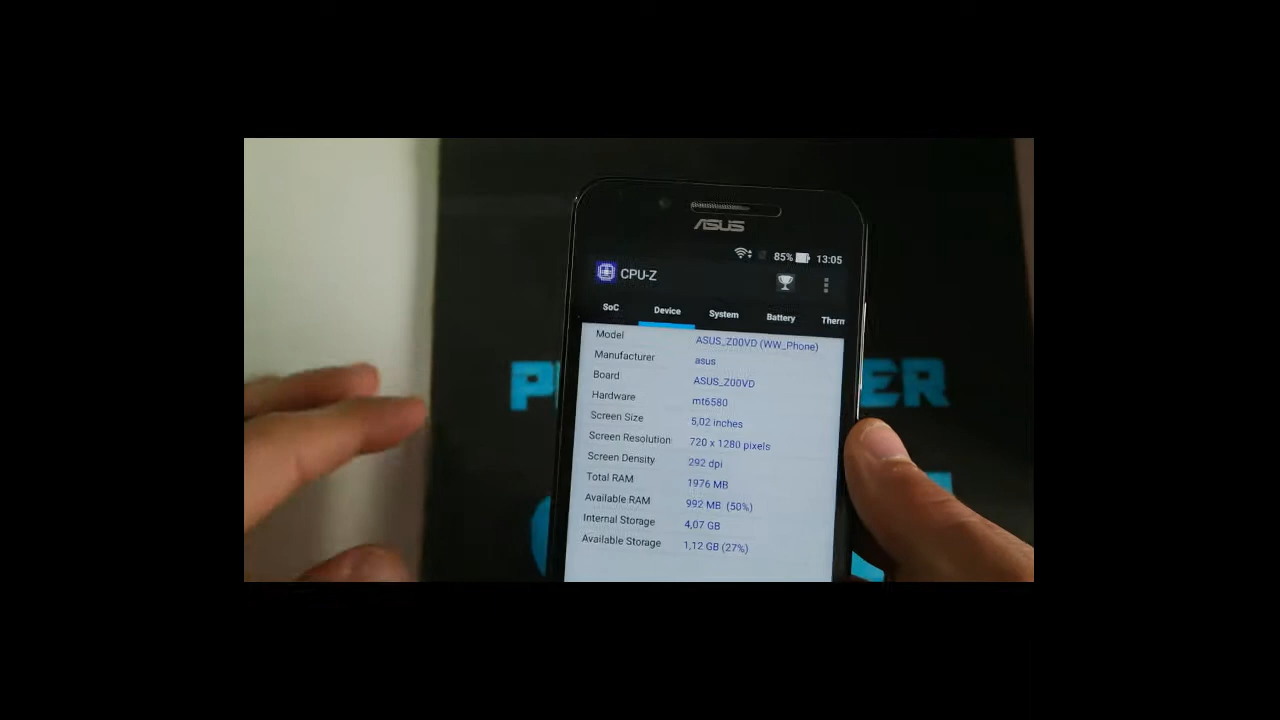 ASUS
85% 13:05
CPU-Z
SoC Device System Battery Therm
Model ASUS_Z00VD (WW_Phone)
Manufacturer asus
Board ASUS_Z00VD
Hardware mt6580
Screen Size 5,02 inches
Screen Resolution 720 x 1280 pixels
Screen Density 292 dpi
Total RAM 1976 MB
Available RAM 992 MB (50%)
Internal Storage 4,07 GB
Available Storage 1,12 GB (27%)